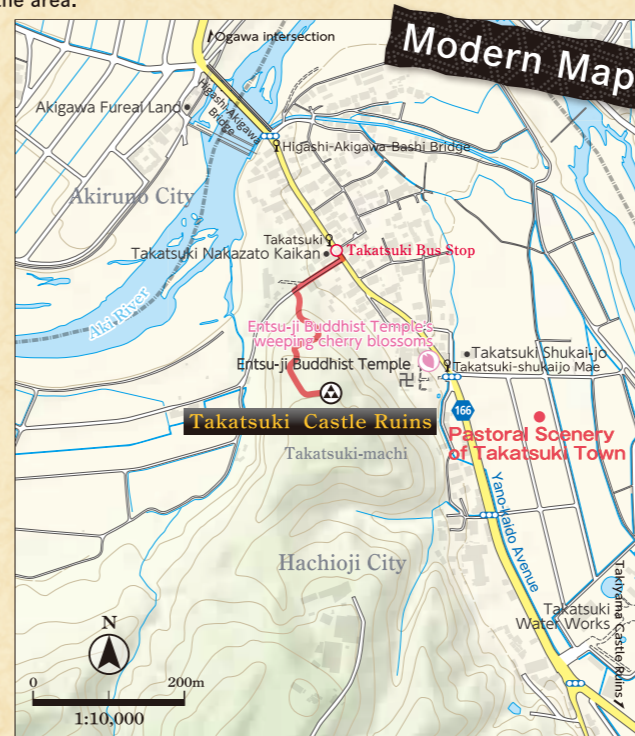 the area.
Modern Map
Ogawa intersection
Higashi-Akigawa
Bridge
Akigawa Fureai Land
Higashi-Akigawa-Bashi Bridge
Akiruno City
Takatsuki
Takatsuki Bus Stop
Takatsuki Nakazato Kaikan
Aki River
Entsu-ji Buddhist Temple's
weeping cherry blossoms
Entsu-ji Buddhist Temple
Takatsuki Shukai-jo
Takatsuki-shukaijo Mae
Takatsuki Castle Ruins
166
Pastoral Scenery
of Takatsuki Town
Takatsuki-machi
Yano-kaido Avenue
Hachioji City
Takatsuki
Water Works
Takiyama Castle Ruins
N
0 200m
1:10,000